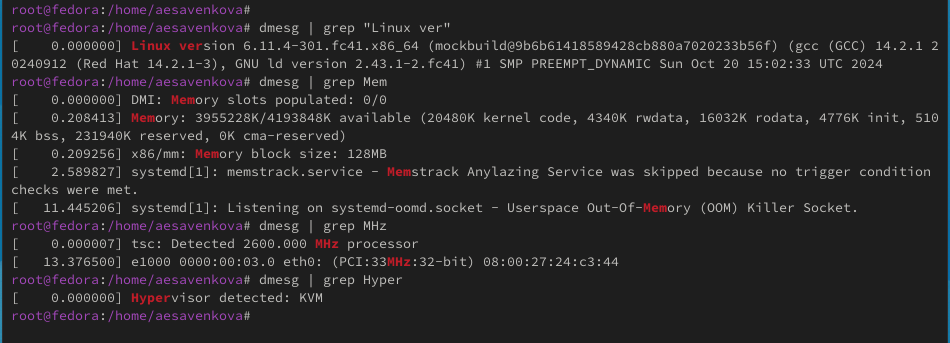 root@fedora:/home/aesavenkova#
root@fedora:/home/aesavenkova# dmesg | grep "Linux ver"
[    0.000000] Linux version 6.11.4-301.fc41.x86_64 (mockbuild@9b6b61418589428cb880a7020233b56f) (gcc (GCC) 14.2.1 2
0240912 (Red Hat 14.2.1-3), GNU ld version 2.43.1-2.fc41) #1 SMP PREEMPT_DYNAMIC Sun Oct 20 15:02:33 UTC 2024
root@fedora:/home/aesavenkova# dmesg | grep Mem
[    0.000000] DMI: Memory slots populated: 0/0
[    0.208413] Memory: 3955228K/4193848K available (20480K kernel code, 4340K rwdata, 16032K rodata, 4776K init, 510
4K bss, 231940K reserved, 0K cma-reserved)
[    0.209256] x86/mm: Memory block size: 128MB
[    2.589827] systemd[1]: memstrack.service - Memstrack Anylazing Service was skipped because no trigger condition
checks were met.
[   11.445206] systemd[1]: Listening on systemd-oomd.socket - Userspace Out-Of-Memory (OOM) Killer Socket.
root@fedora:/home/aesavenkova# dmesg | grep MHz
[    0.000007] tsc: Detected 2600.000 MHz processor
[   13.376500] e1000 0000:00:03.0 eth0: (PCI:33MHz:32-bit) 08:00:27:24:c3:44
root@fedora:/home/aesavenkova# dmesg | grep Hyper
[    0.000000] Hypervisor detected: KVM
root@fedora:/home/aesavenkova#